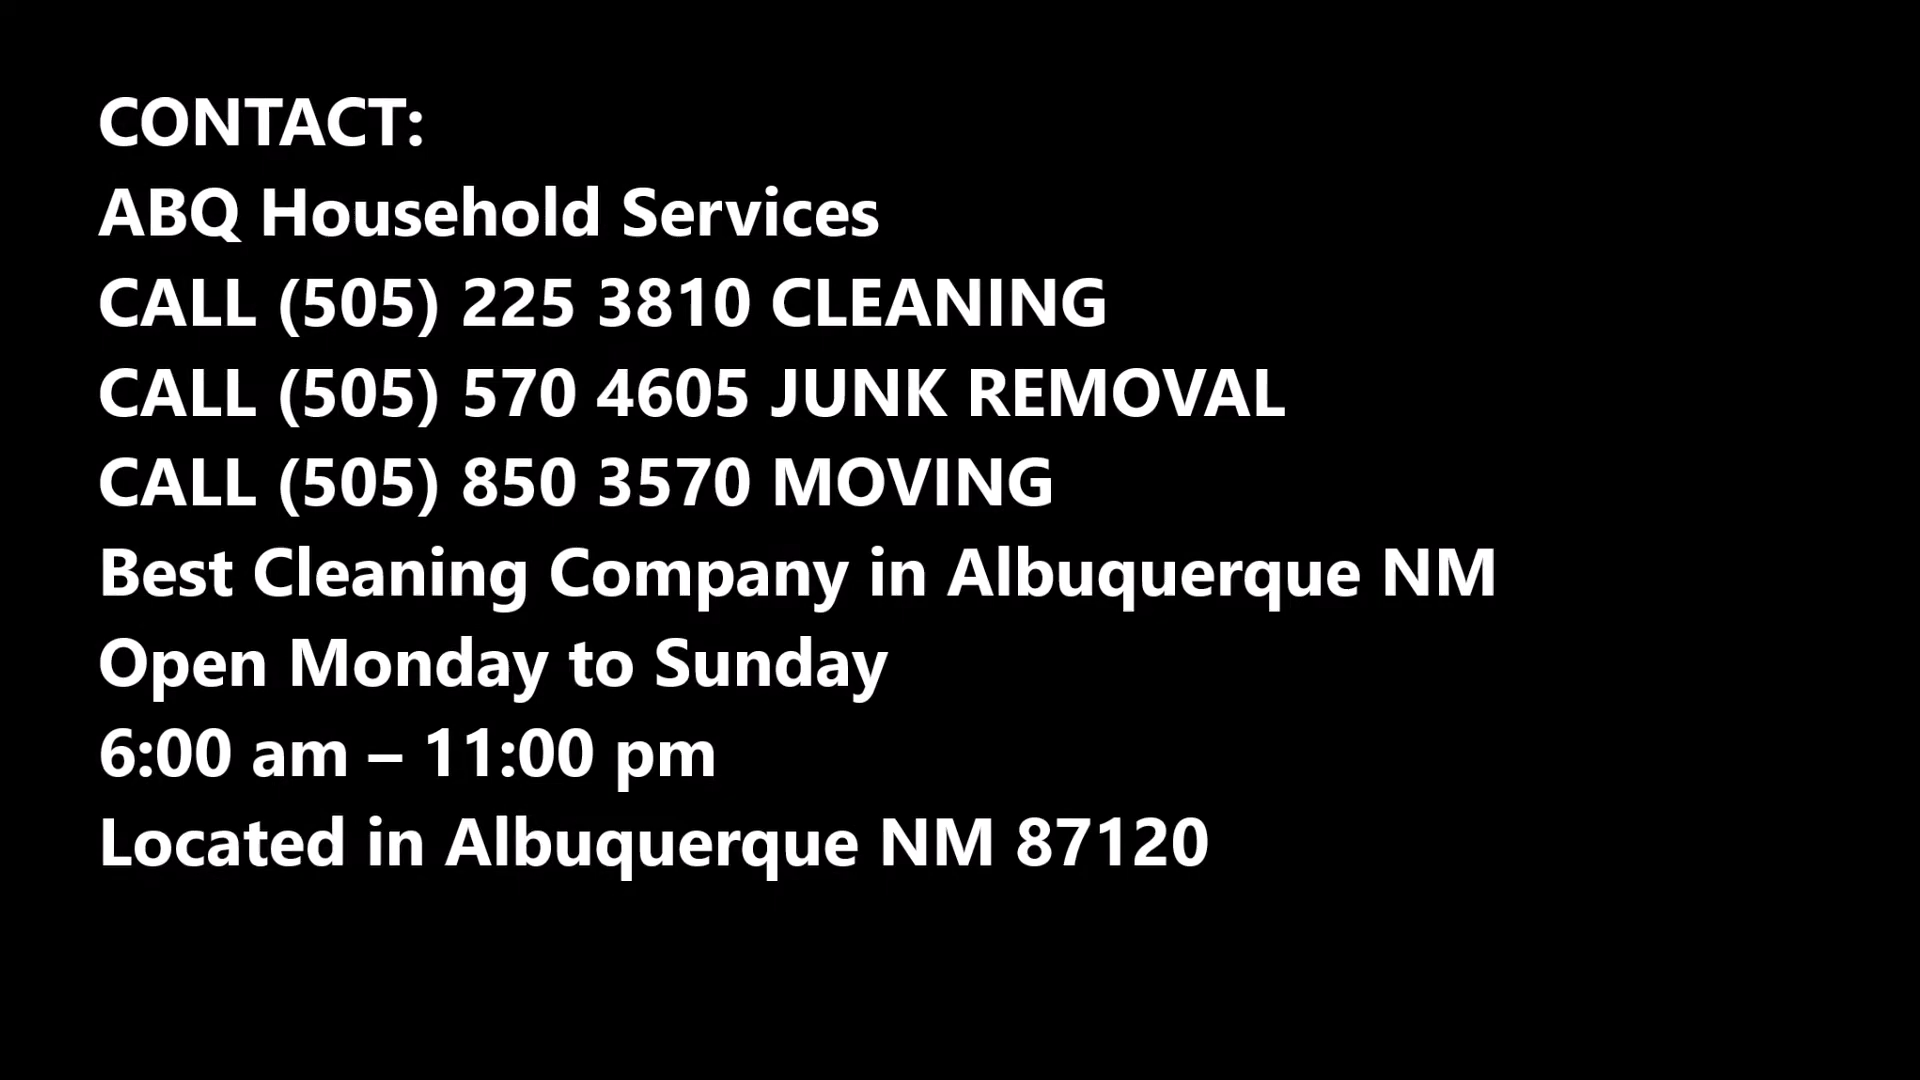 CONTACT:
ABQ Household Services
CALL (505) 225 3810 CLEANING
CALL (505) 570 4605 JUNK REMOVAL
CALL (505) 850 3570 MOVING
Best Cleaning Company in Albuquerque NM
Open Monday to Sunday
6:00 am – 11:00 pm
Located in Albuquerque NM 87120